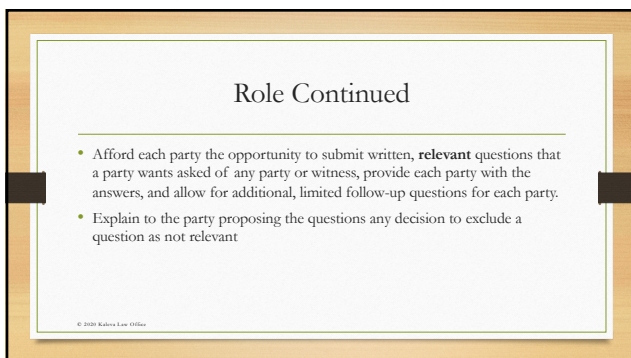 Role Continued
• Afford each party the opportunity to submit written, relevant questions that
a party wants asked of any party or witness, provide each party with the
answers, and allow for additional, limited follow-up questions for each party.
• Explain to the party proposing the questions any decision to exclude a
question as not relevant
© 2020 Kaleva Law Office